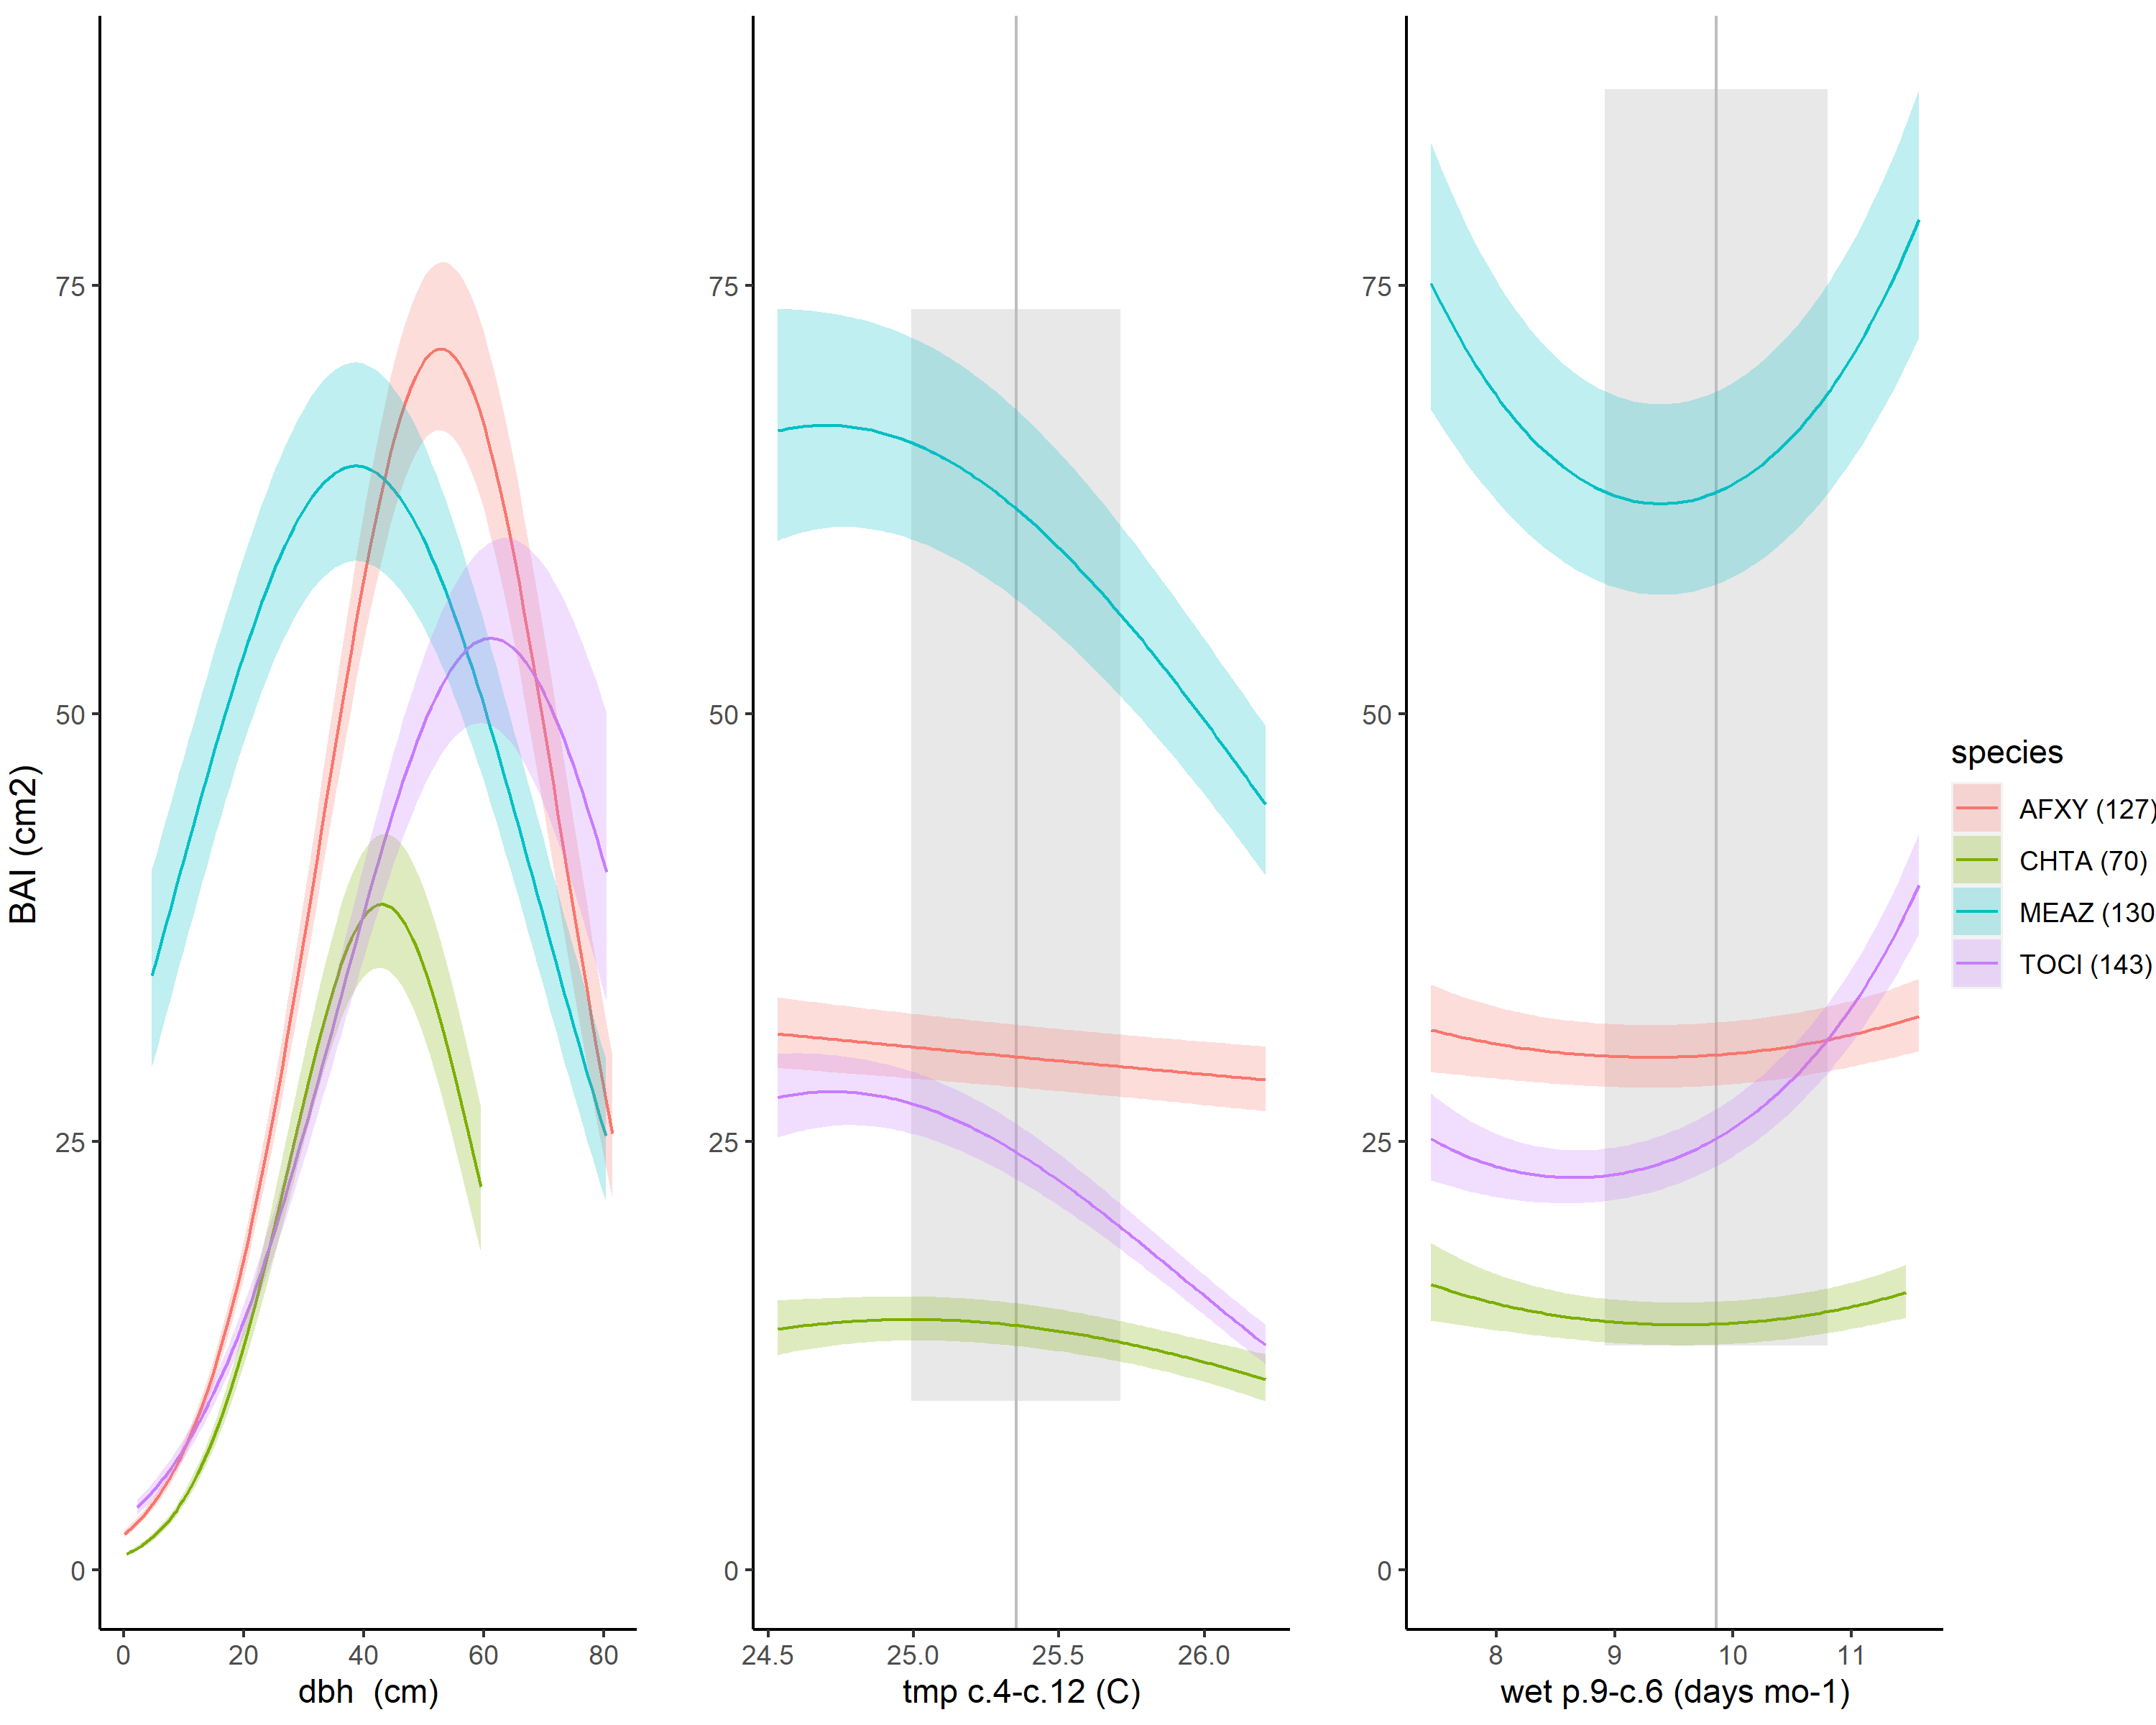 BAI (cm2)
75
50
25
0
0 20 40 60 80
dbh (cm)
75
50
25
0
24.5 25.0 25.5 26.0
tmp c.4-c.12 (C)
75
50
25
0
8 9 10 11
wet p.9-c.6 (days mo-1)
species
AFXY (127)
CHTA (70)
MEAZ (130
TOCI (143)